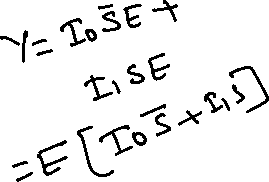 Y = I₀S̅E +
I₁SE
= E[I₀S̅ + I₁S]